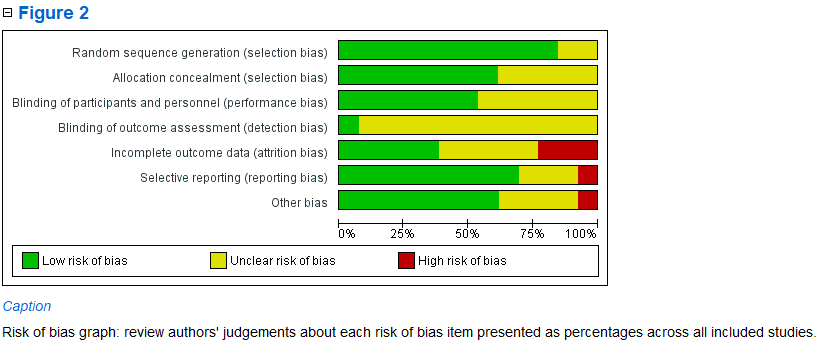 Figure 2
Random sequence generation (selection bias)
Allocation concealment (selection bias)
Blinding of participants and personnel (performance bias)
Blinding of outcome assessment (detection bias)
Incomplete outcome data (attrition bias)
Selective reporting (reporting bias)
Other bias
0% 25% 50% 75% 100%
Low risk of bias Unclear risk of bias High risk of bias
Caption
Risk of bias graph: review authors' judgements about each risk of bias item presented as percentages across all included studies.